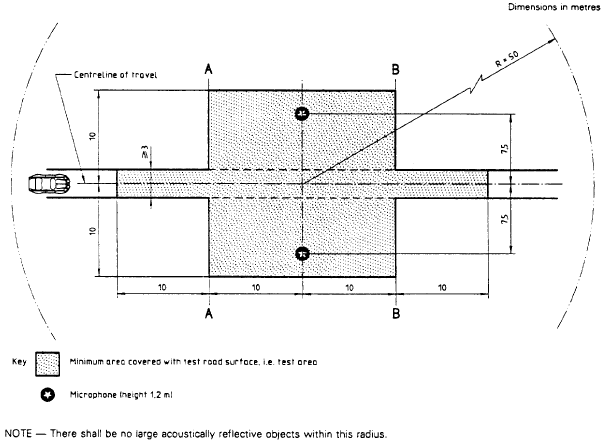 Dimensions in metres
A
B
R = 50
Centreline of travel
10
≥ 3
7,5
7,5
10
10
10
10
10
A
B
Key
Minimum area covered with test road surface, i.e. test area
Microphone (height 1,2 m)
NOTE — There shall be no large acoustically reflective objects within this radius.